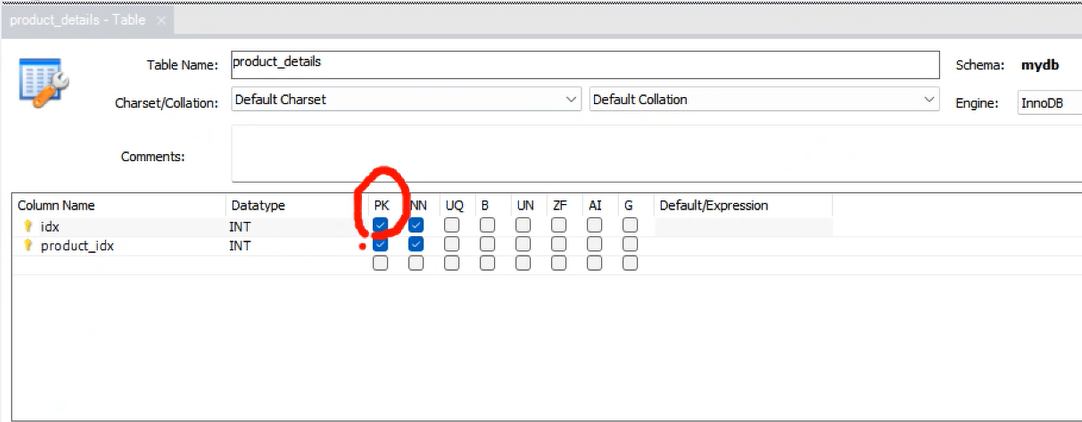 product_details - Table
Table Name: product_details Schema: mydb
Charset/Collation: Default Charset Default Collation Engine: InnoDB
Comments:
Column Name Datatype PK NN UQ B UN ZF AI G Default/Expression
idx INT
product_idx INT